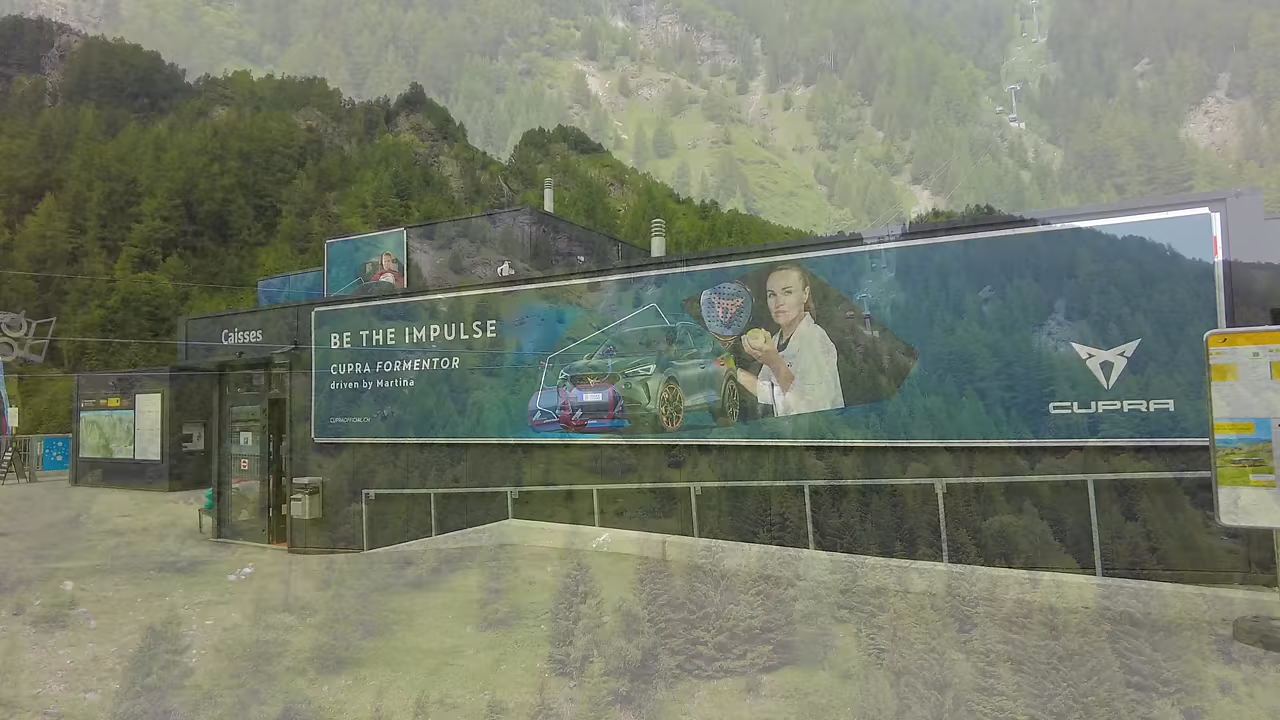 Caisses
BE THE IMPULSE
CUPRA FORMENTOR
driven by Martina
CUPRAOFFICIAL.CH
CUPRA